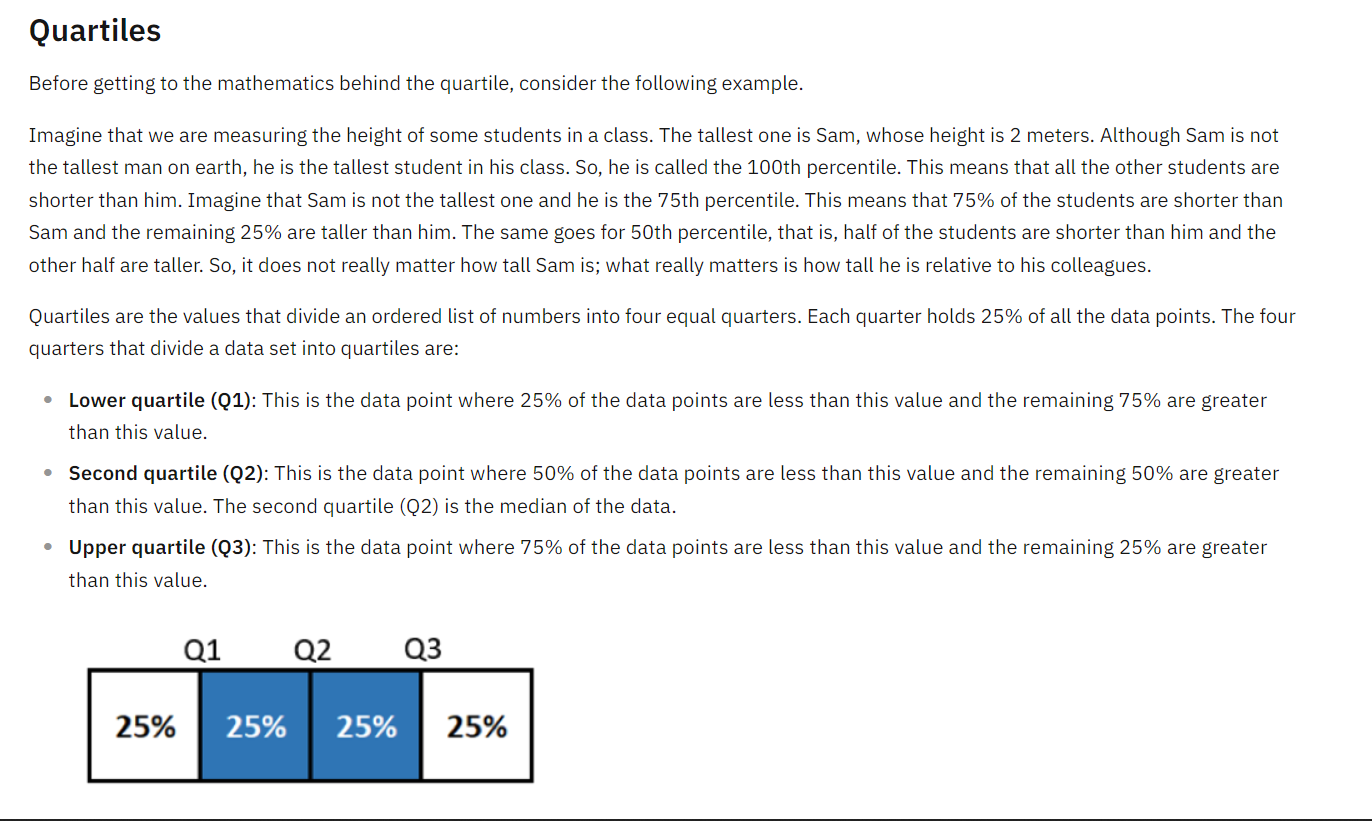 Quartiles
Before getting to the mathematics behind the quartile, consider the following example.
Imagine that we are measuring the height of some students in a class. The tallest one is Sam, whose height is 2 meters. Although Sam is not
the tallest man on earth, he is the tallest student in his class. So, he is called the 100th percentile. This means that all the other students are
shorter than him. Imagine that Sam is not the tallest one and he is the 75th percentile. This means that 75% of the students are shorter than
Sam and the remaining 25% are taller than him. The same goes for 50th percentile, that is, half of the students are shorter than him and the
other half are taller. So, it does not really matter how tall Sam is; what really matters is how tall he is relative to his colleagues.
Quartiles are the values that divide an ordered list of numbers into four equal quarters. Each quarter holds 25% of all the data points. The four
quarters that divide a data set into quartiles are:
• Lower quartile (Q1): This is the data point where 25% of the data points are less than this value and the remaining 75% are greater
than this value.
• Second quartile (Q2): This is the data point where 50% of the data points are less than this value and the remaining 50% are greater
than this value. The second quartile (Q2) is the median of the data.
• Upper quartile (Q3): This is the data point where 75% of the data points are less than this value and the remaining 25% are greater
than this value.
Q1 Q2 Q3
25% 25% 25% 25%